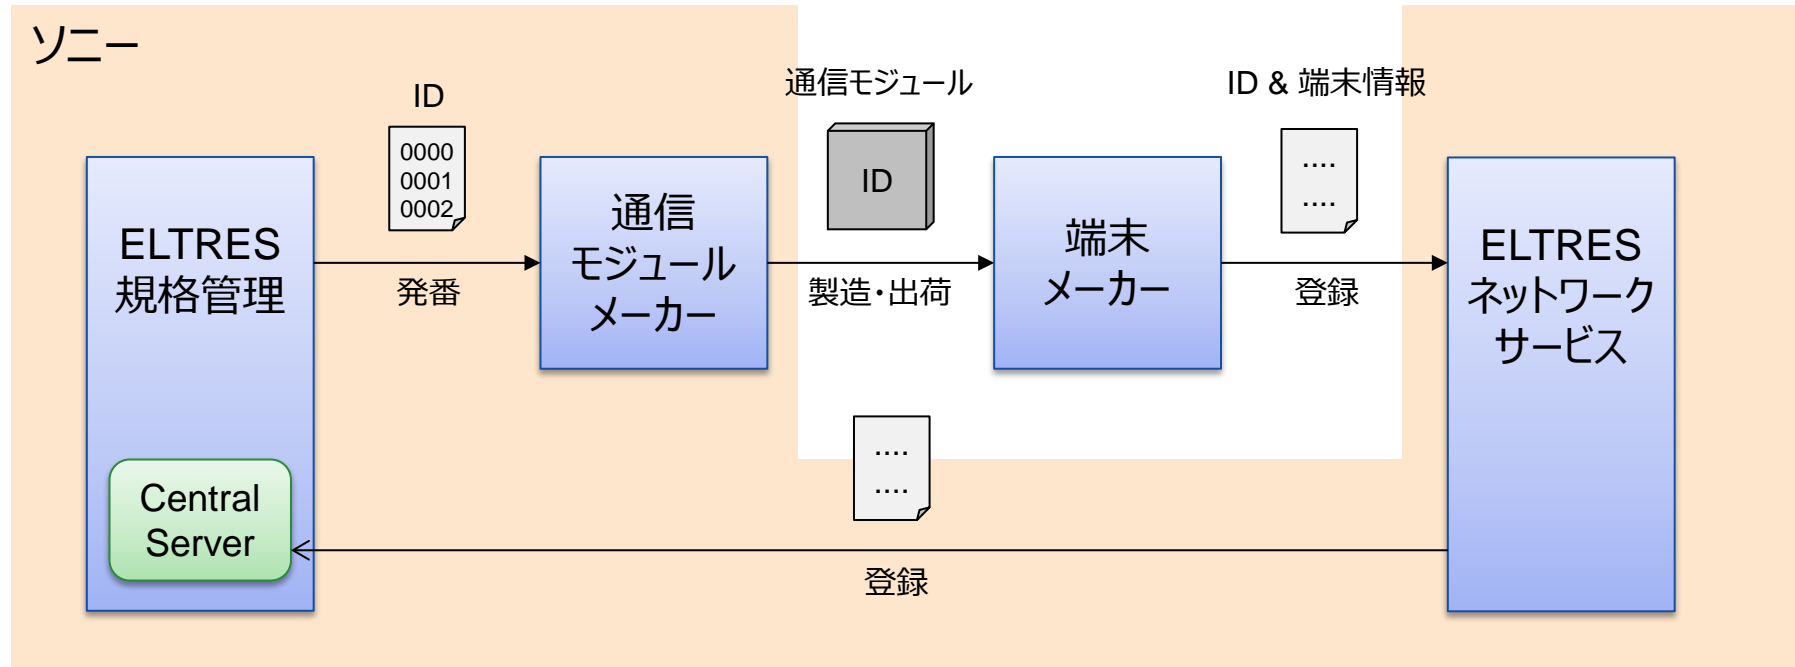 ソニー
ID
0000
0001
0002
ELTRES
規格管理
発番
通信
モジュール
メーカー
通信モジュール
ID
製造・出荷
端末
メーカー
ID & 端末情報
....
....
登録
ELTRES
ネットワーク
サービス
....
....
Central
Server
登録